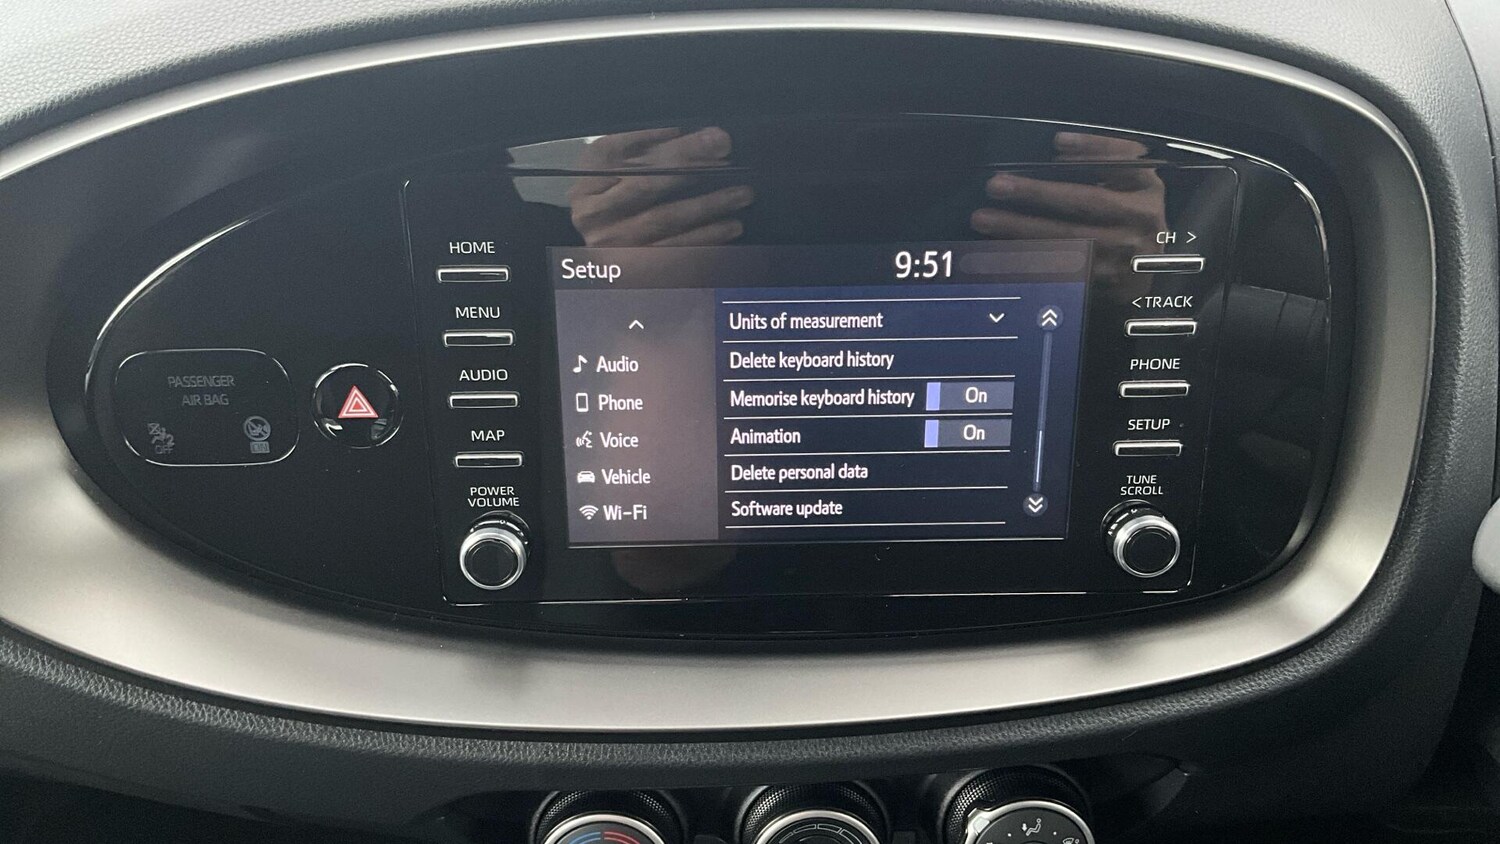 HOME
MENU
AUDIO
MAP
POWER
VOLUME
PASSENGER
AIR BAG
OFF
ON
Setup
9:51
Audio
Phone
Voice
Vehicle
Wi-Fi
Units of measurement
Delete keyboard history
Memorise keyboard history On
Animation On
Delete personal data
Software update
CH >
< TRACK
PHONE
SETUP
TUNE
SCROLL